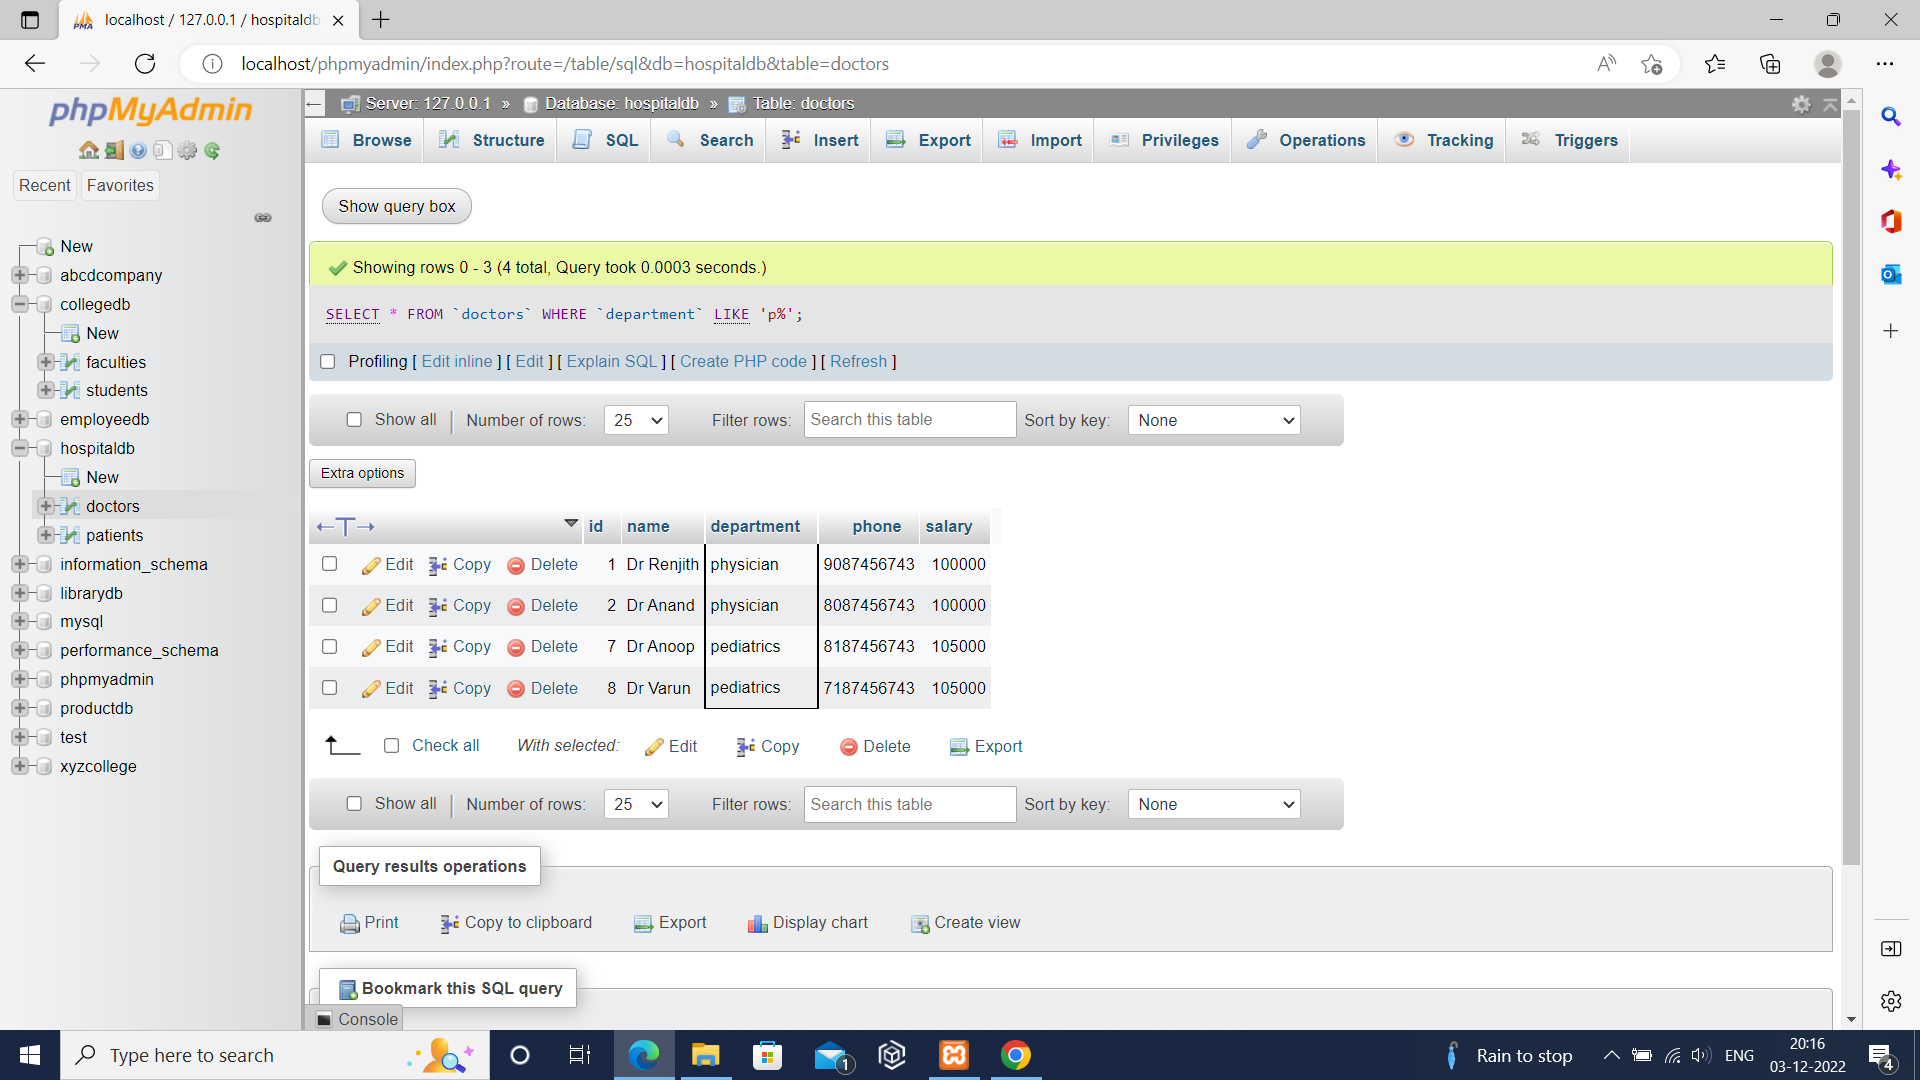 localhost / 127.0.0.1 / hospitaldb
localhost/phpmyadmin/index.php?route=/table/sql&db=hospitaldb&table=doctors
phpMyAdmin
Recent Favorites
New
abcdcompany
collegedb
New
faculties
students
employeedb
hospitaldb
New
doctors
patients
information_schema
librarydb
mysql
performance_schema
phpmyadmin
productdb
test
xyzcollege
Server: 127.0.0.1 » Database: hospitaldb » Table: doctors
Browse Structure SQL Search Insert Export Import Privileges Operations Tracking Triggers
Show query box
Showing rows 0 - 3 (4 total, Query took 0.0003 seconds.)
SELECT * FROM `doctors` WHERE `department` LIKE 'p%';
Profiling [ Edit inline ] [ Edit ] [ Explain SQL ] [ Create PHP code ] [ Refresh ]
Show all Number of rows: 25 Filter rows: Search this table Sort by key: None
Extra options
id name department phone salary
Edit Copy Delete 1 Dr Renjith physician 9087456743 100000
Edit Copy Delete 2 Dr Anand physician 8087456743 100000
Edit Copy Delete 7 Dr Anoop pediatrics 8187456743 105000
Edit Copy Delete 8 Dr Varun pediatrics 7187456743 105000
Check all With selected: Edit Copy Delete Export
Show all Number of rows: 25 Filter rows: Search this table Sort by key: None
Query results operations
Print Copy to clipboard Export Display chart Create view
Bookmark this SQL query
Console
Type here to search
1
Rain to stop
ENG
20:16
03-12-2022
4